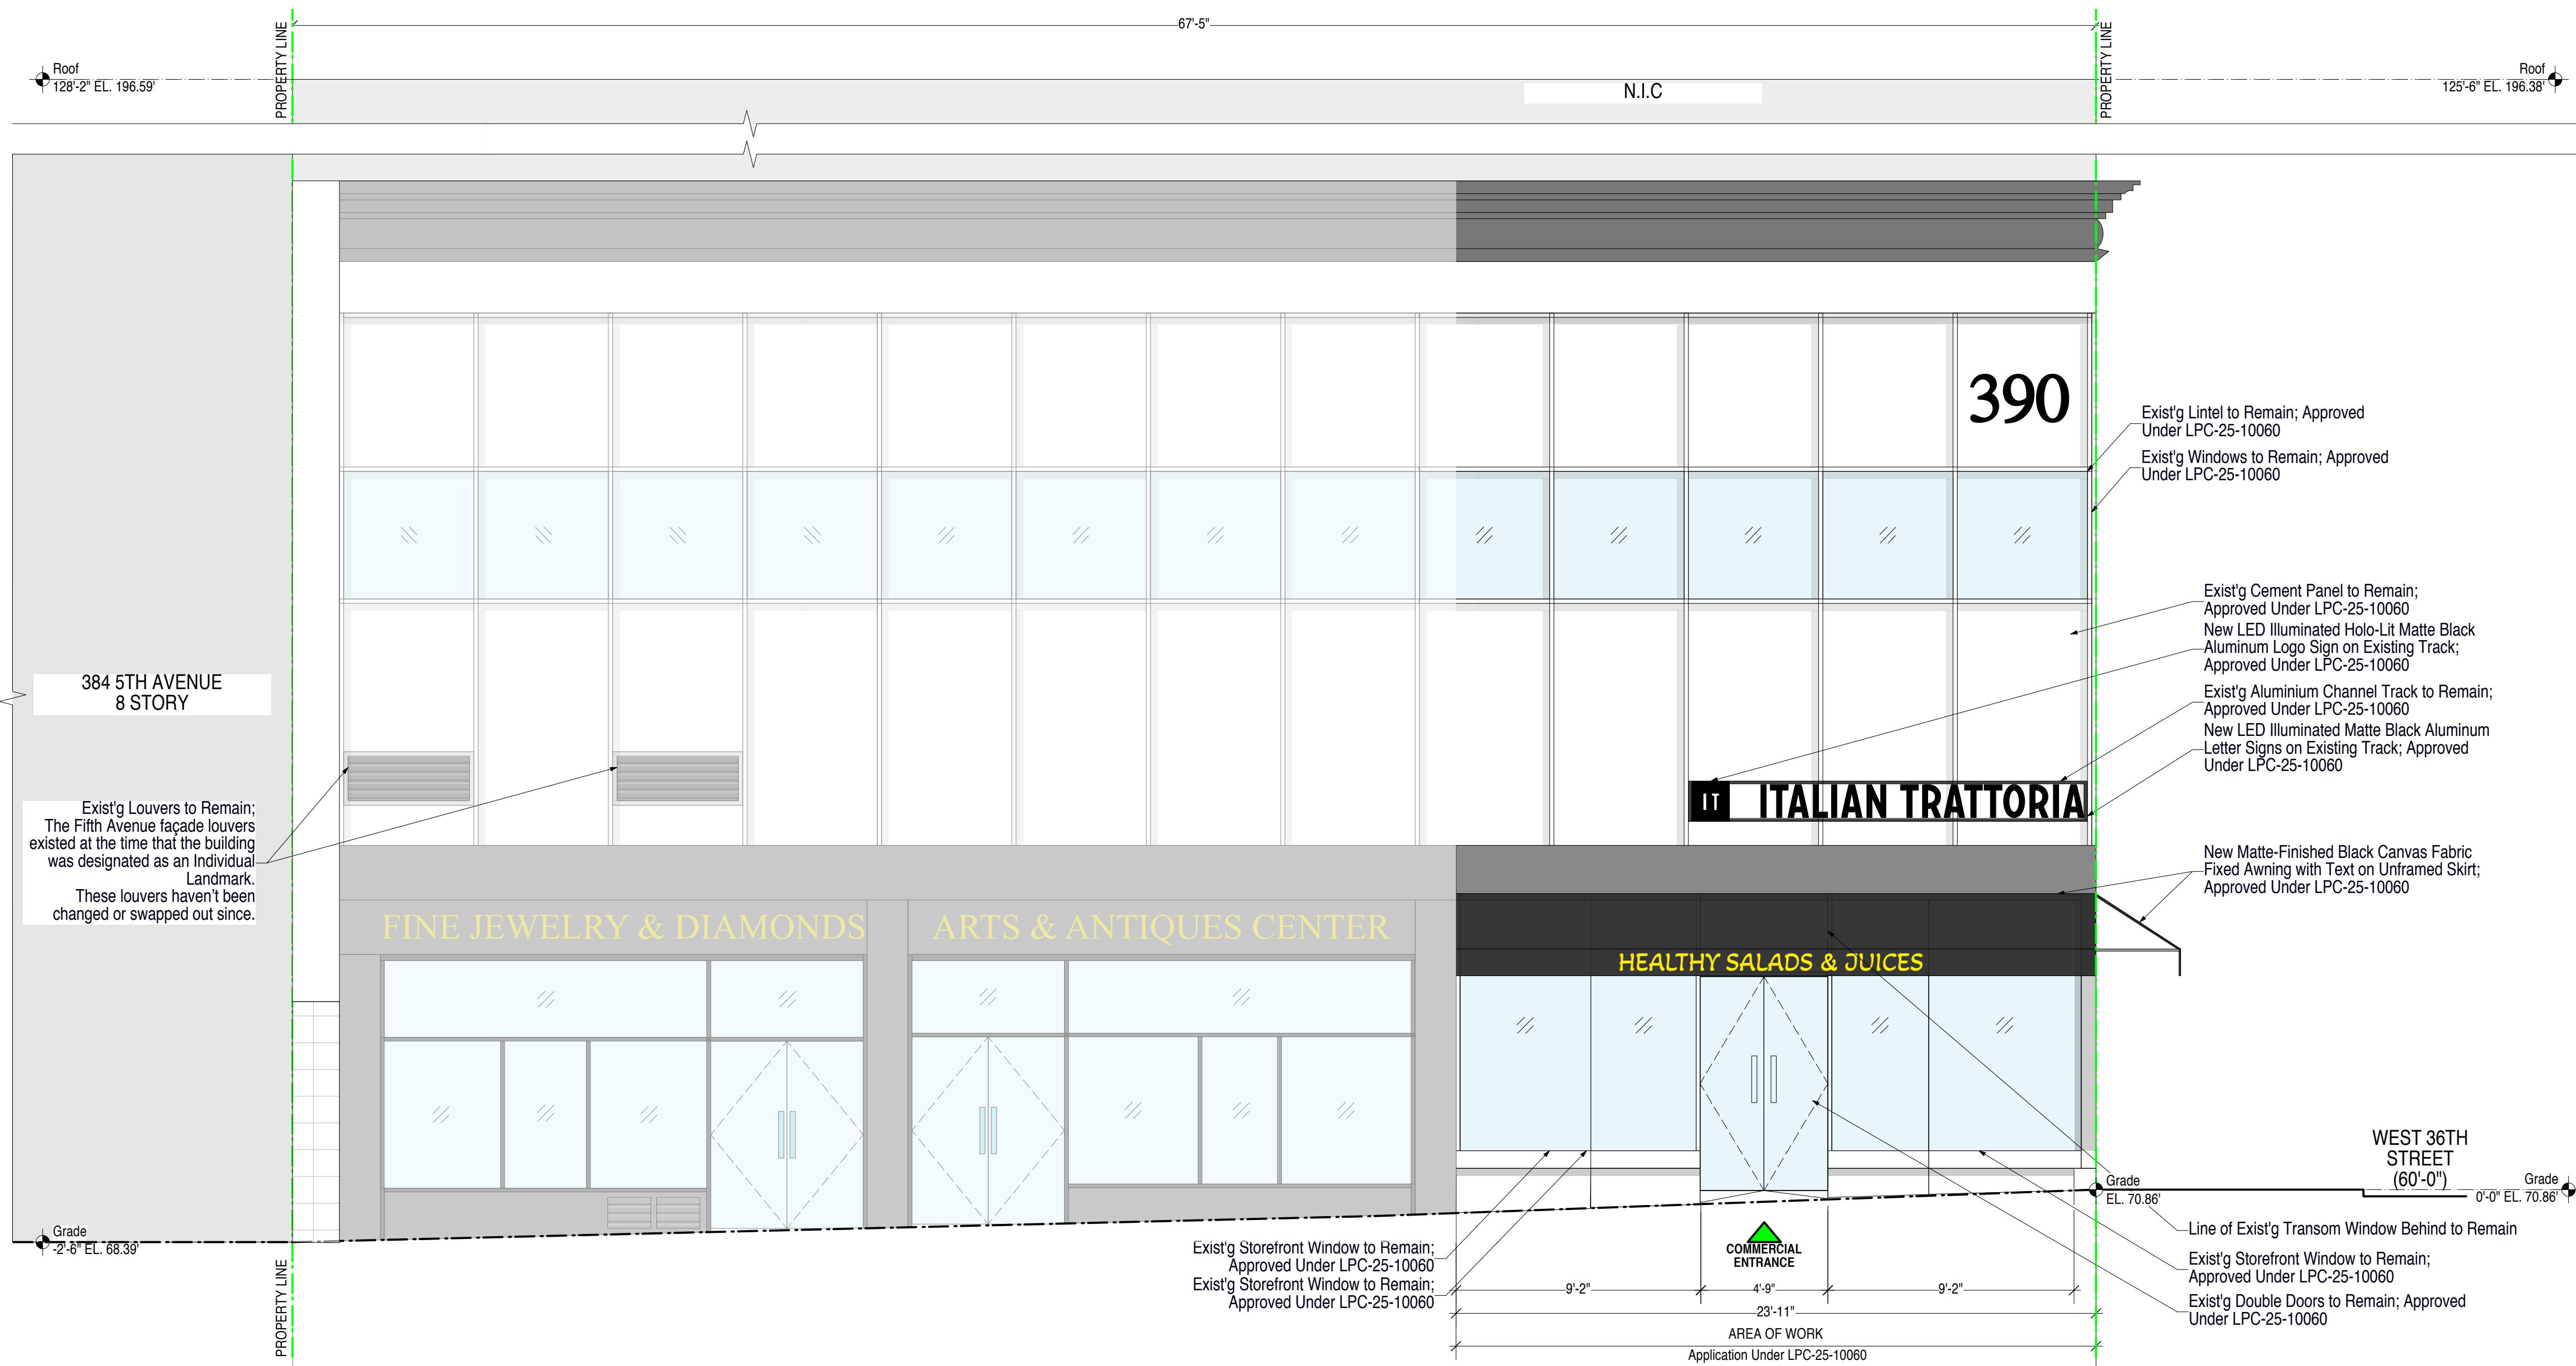 67'-5"
PROPERTY LINE
PROPERTY LINE
Roof
128'-2" EL. 196.59'
N.I.C
Roof
125'-6" EL. 196.38'
390
Exist'g Lintel to Remain; Approved
Under LPC-25-10060
Exist'g Windows to Remain; Approved
Under LPC-25-10060
Exist'g Cement Panel to Remain;
Approved Under LPC-25-10060
New LED Illuminated Holo-Lit Matte Black
Aluminum Logo Sign on Existing Track;
Approved Under LPC-25-10060
384 5TH AVENUE
8 STORY
Exist'g Aluminium Channel Track to Remain;
Approved Under LPC-25-10060
New LED Illuminated Matte Black Aluminum
Letter Signs on Existing Track; Approved
Under LPC-25-10060
IT ITALIAN TRATTORIA
Exist'g Louvers to Remain;
The Fifth Avenue façade louvers
existed at the time that the building
was designated as an Individual
Landmark.
These louvers haven't been
changed or swapped out since.
New Matte-Finished Black Canvas Fabric
Fixed Awning with Text on Unframed Skirt;
Approved Under LPC-25-10060
FINE JEWELRY & DIAMONDS
ARTS & ANTIQUES CENTER
HEALTHY SALADS & JUICES
WEST 36TH
STREET
(60'-0")
Grade
EL. 70.86'
Grade
0'-0" EL. 70.86'
Grade
-2'-6" EL. 68.39'
PROPERTY LINE
Line of Exist'g Transom Window Behind to Remain
Exist'g Storefront Window to Remain;
Approved Under LPC-25-10060
Exist'g Storefront Window to Remain;
Approved Under LPC-25-10060
COMMERCIAL
ENTRANCE
Exist'g Storefront Window to Remain;
Approved Under LPC-25-10060
Exist'g Double Doors to Remain; Approved
Under LPC-25-10060
9'-2"
4'-9"
9'-2"
23'-11"
AREA OF WORK
Application Under LPC-25-10060